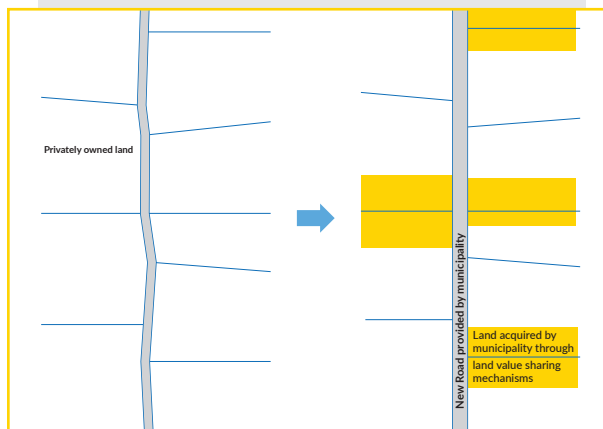 Privately owned land
New Road provided by municipality
Land acquired by
municipality through
land value sharing
mechanisms